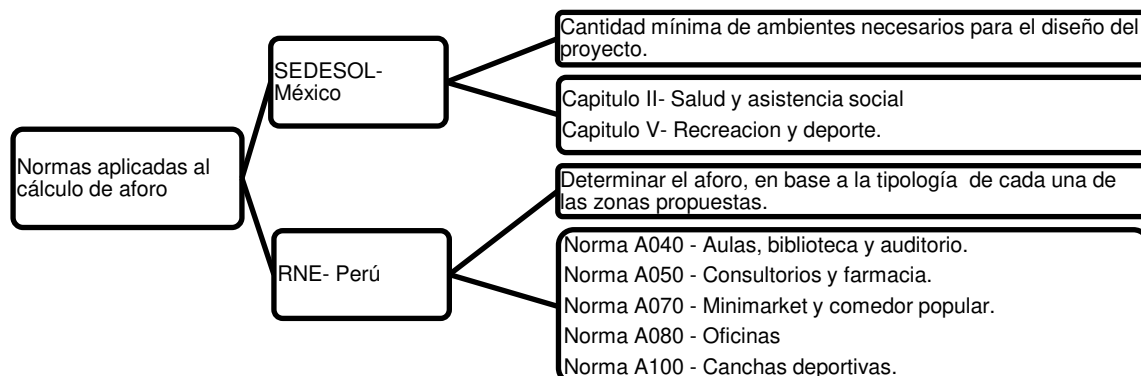 Normas aplicadas al
cálculo de aforo
SEDESOL-
México
Cantidad mínima de ambientes necesarios para el diseño del
proyecto.
Capitulo II- Salud y asistencia social
Capitulo V- Recreacion y deporte.
RNE- Perú
Determinar el aforo, en base a la tipología de cada una de
las zonas propuestas.
Norma A040 - Aulas, biblioteca y auditorio.
Norma A050 - Consultorios y farmacia.
Norma A070 - Minimarket y comedor popular.
Norma A080 - Oficinas
Norma A100 - Canchas deportivas.